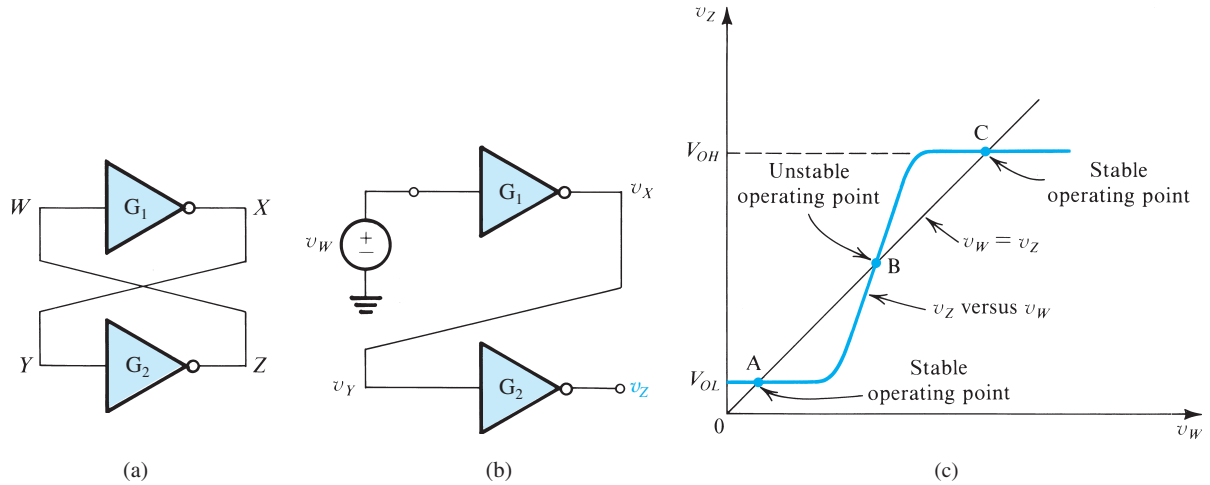 W
G1
X
Y
G2
Z
(a)
vW
+
−
G1
vX
vY
G2
vZ
(b)
vZ
VOH
C
Unstable
operating point
Stable
operating point
vW = vZ
B
vZ versus vW
A
VOL
Stable
operating point
0
vW
(c)